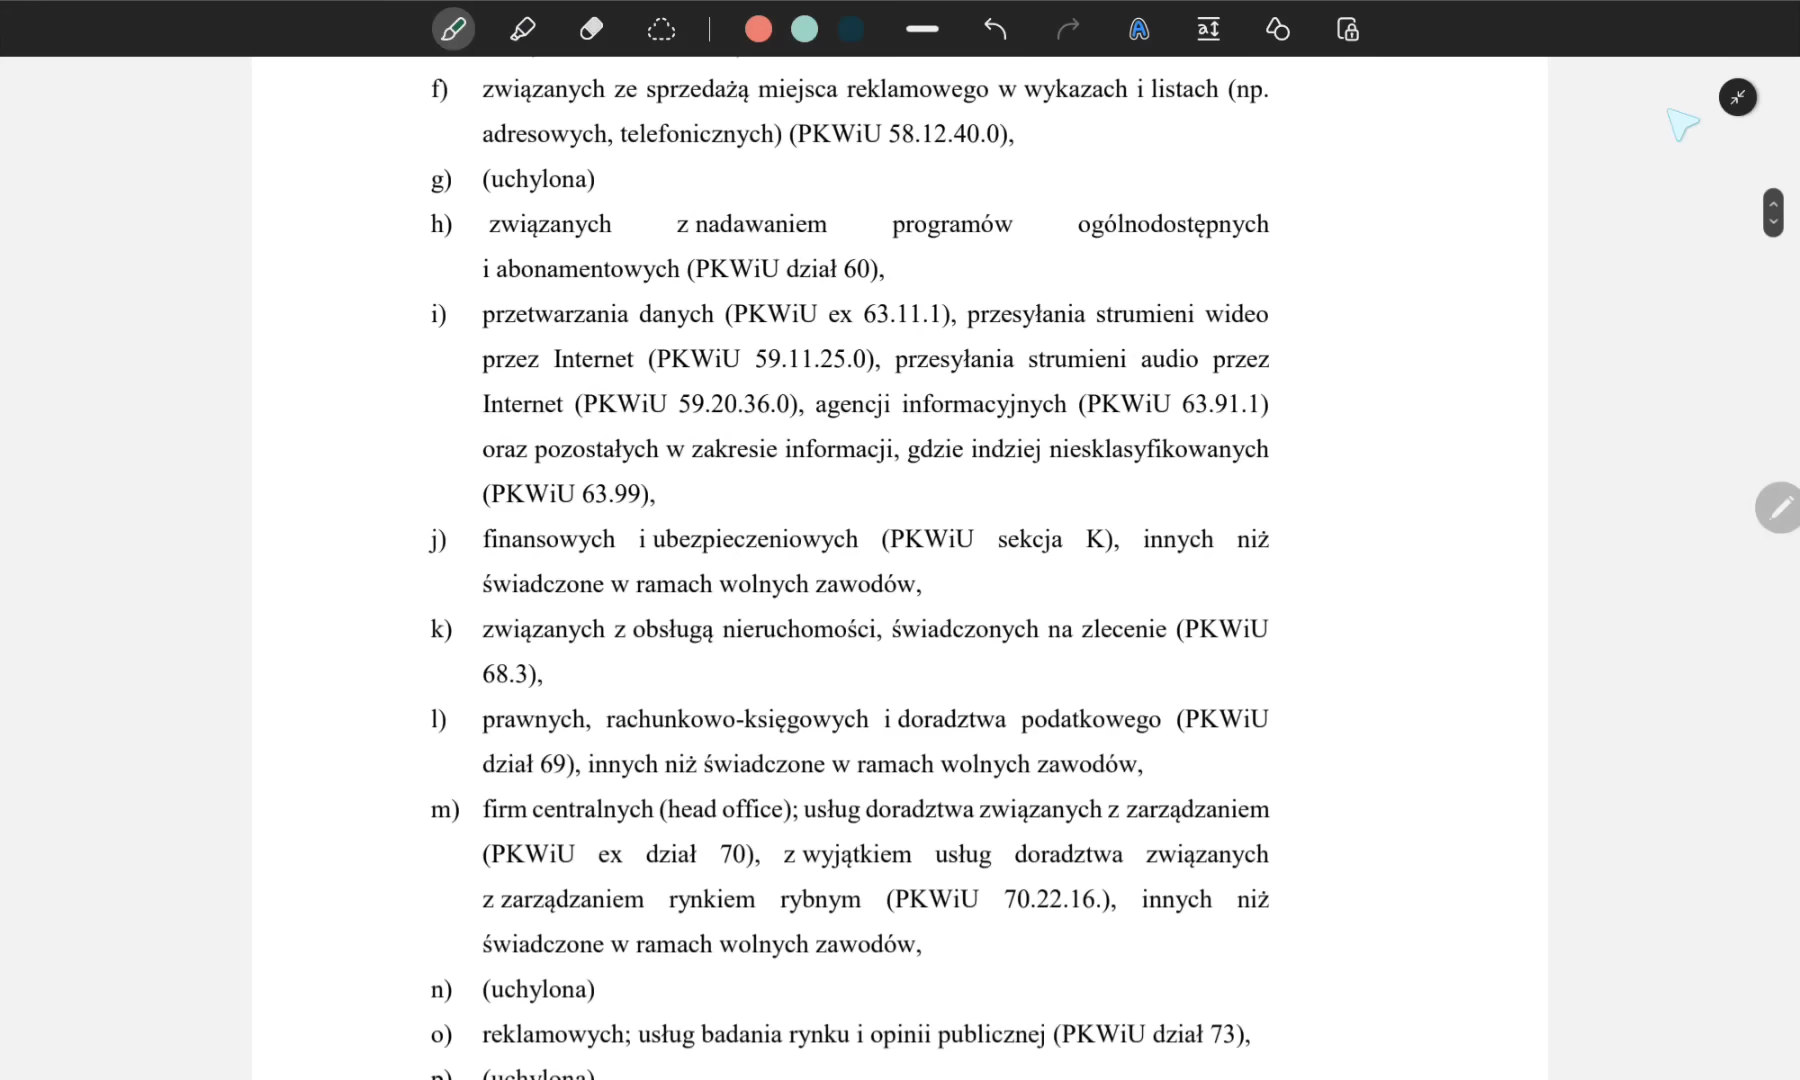 f) związanych ze sprzedażą miejsca reklamowego w wykazach i listach (np.
adresowych, telefonicznych) (PKWiU 58.12.40.0),
g) (uchylona)
h) związanych z nadawaniem programów ogólnodostępnych
i abonamentowych (PKWiU dział 60),
i) przetwarzania danych (PKWiU ex 63.11.1), przesyłania strumieni wideo
przez Internet (PKWiU 59.11.25.0), przesyłania strumieni audio przez
Internet (PKWiU 59.20.36.0), agencji informacyjnych (PKWiU 63.91.1)
oraz pozostałych w zakresie informacji, gdzie indziej niesklasyfikowanych
(PKWiU 63.99),
j) finansowych i ubezpieczeniowych (PKWiU sekcja K), innych niż
świadczone w ramach wolnych zawodów,
k) związanych z obsługą nieruchomości, świadczonych na zlecenie (PKWiU
68.3),
l) prawnych, rachunkowo-księgowych i doradztwa podatkowego (PKWiU
dział 69), innych niż świadczone w ramach wolnych zawodów,
m) firm centralnych (head office); usług doradztwa związanych z zarządzaniem
(PKWiU ex dział 70), z wyjątkiem usług doradztwa związanych
z zarządzaniem rynkiem rybnym (PKWiU 70.22.16.), innych niż
świadczone w ramach wolnych zawodów,
n) (uchylona)
o) reklamowych; usług badania rynku i opinii publicznej (PKWiU dział 73),
p) (uchylona)